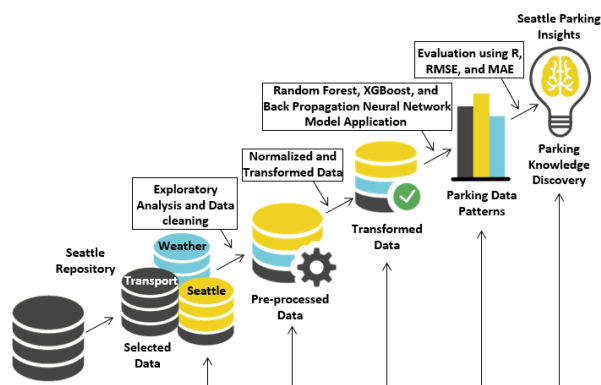 Seattle Parking
Insights
Evaluation using R,
RMSE, and MAE
Random Forest, XGBoost, and
Back Propagation Neural Network
Model Application
Parking
Knowledge
Discovery
Normalized and
Transformed Data
Parking Data
Patterns
Exploratory
Analysis and Data
cleaning
Transformed
Data
Weather
Seattle
Repository
Transport
Seattle
Pre-processed
Data
Selected
Data